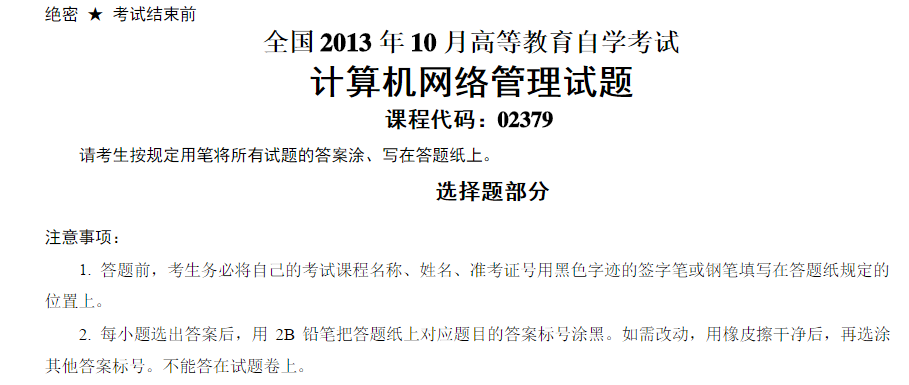 绝密 ★ 考试结束前
全国 2013 年 10 月高等教育自学考试
计算机网络管理试题
课程代码：02379
请考生按规定用笔将所有试题的答案涂、写在答题纸上。
选择题部分
注意事项：
1. 答题前，考生务必将自己的考试课程名称、姓名、准考证号用黑色字迹的签字笔或钢笔填写在答题纸规定的
位置上。
2. 每小题选出答案后，用 2B 铅笔把答题纸上对应题目的答案标号涂黑。如需改动，用橡皮擦干净后，再选涂
其他答案标号。不能答在试题卷上。